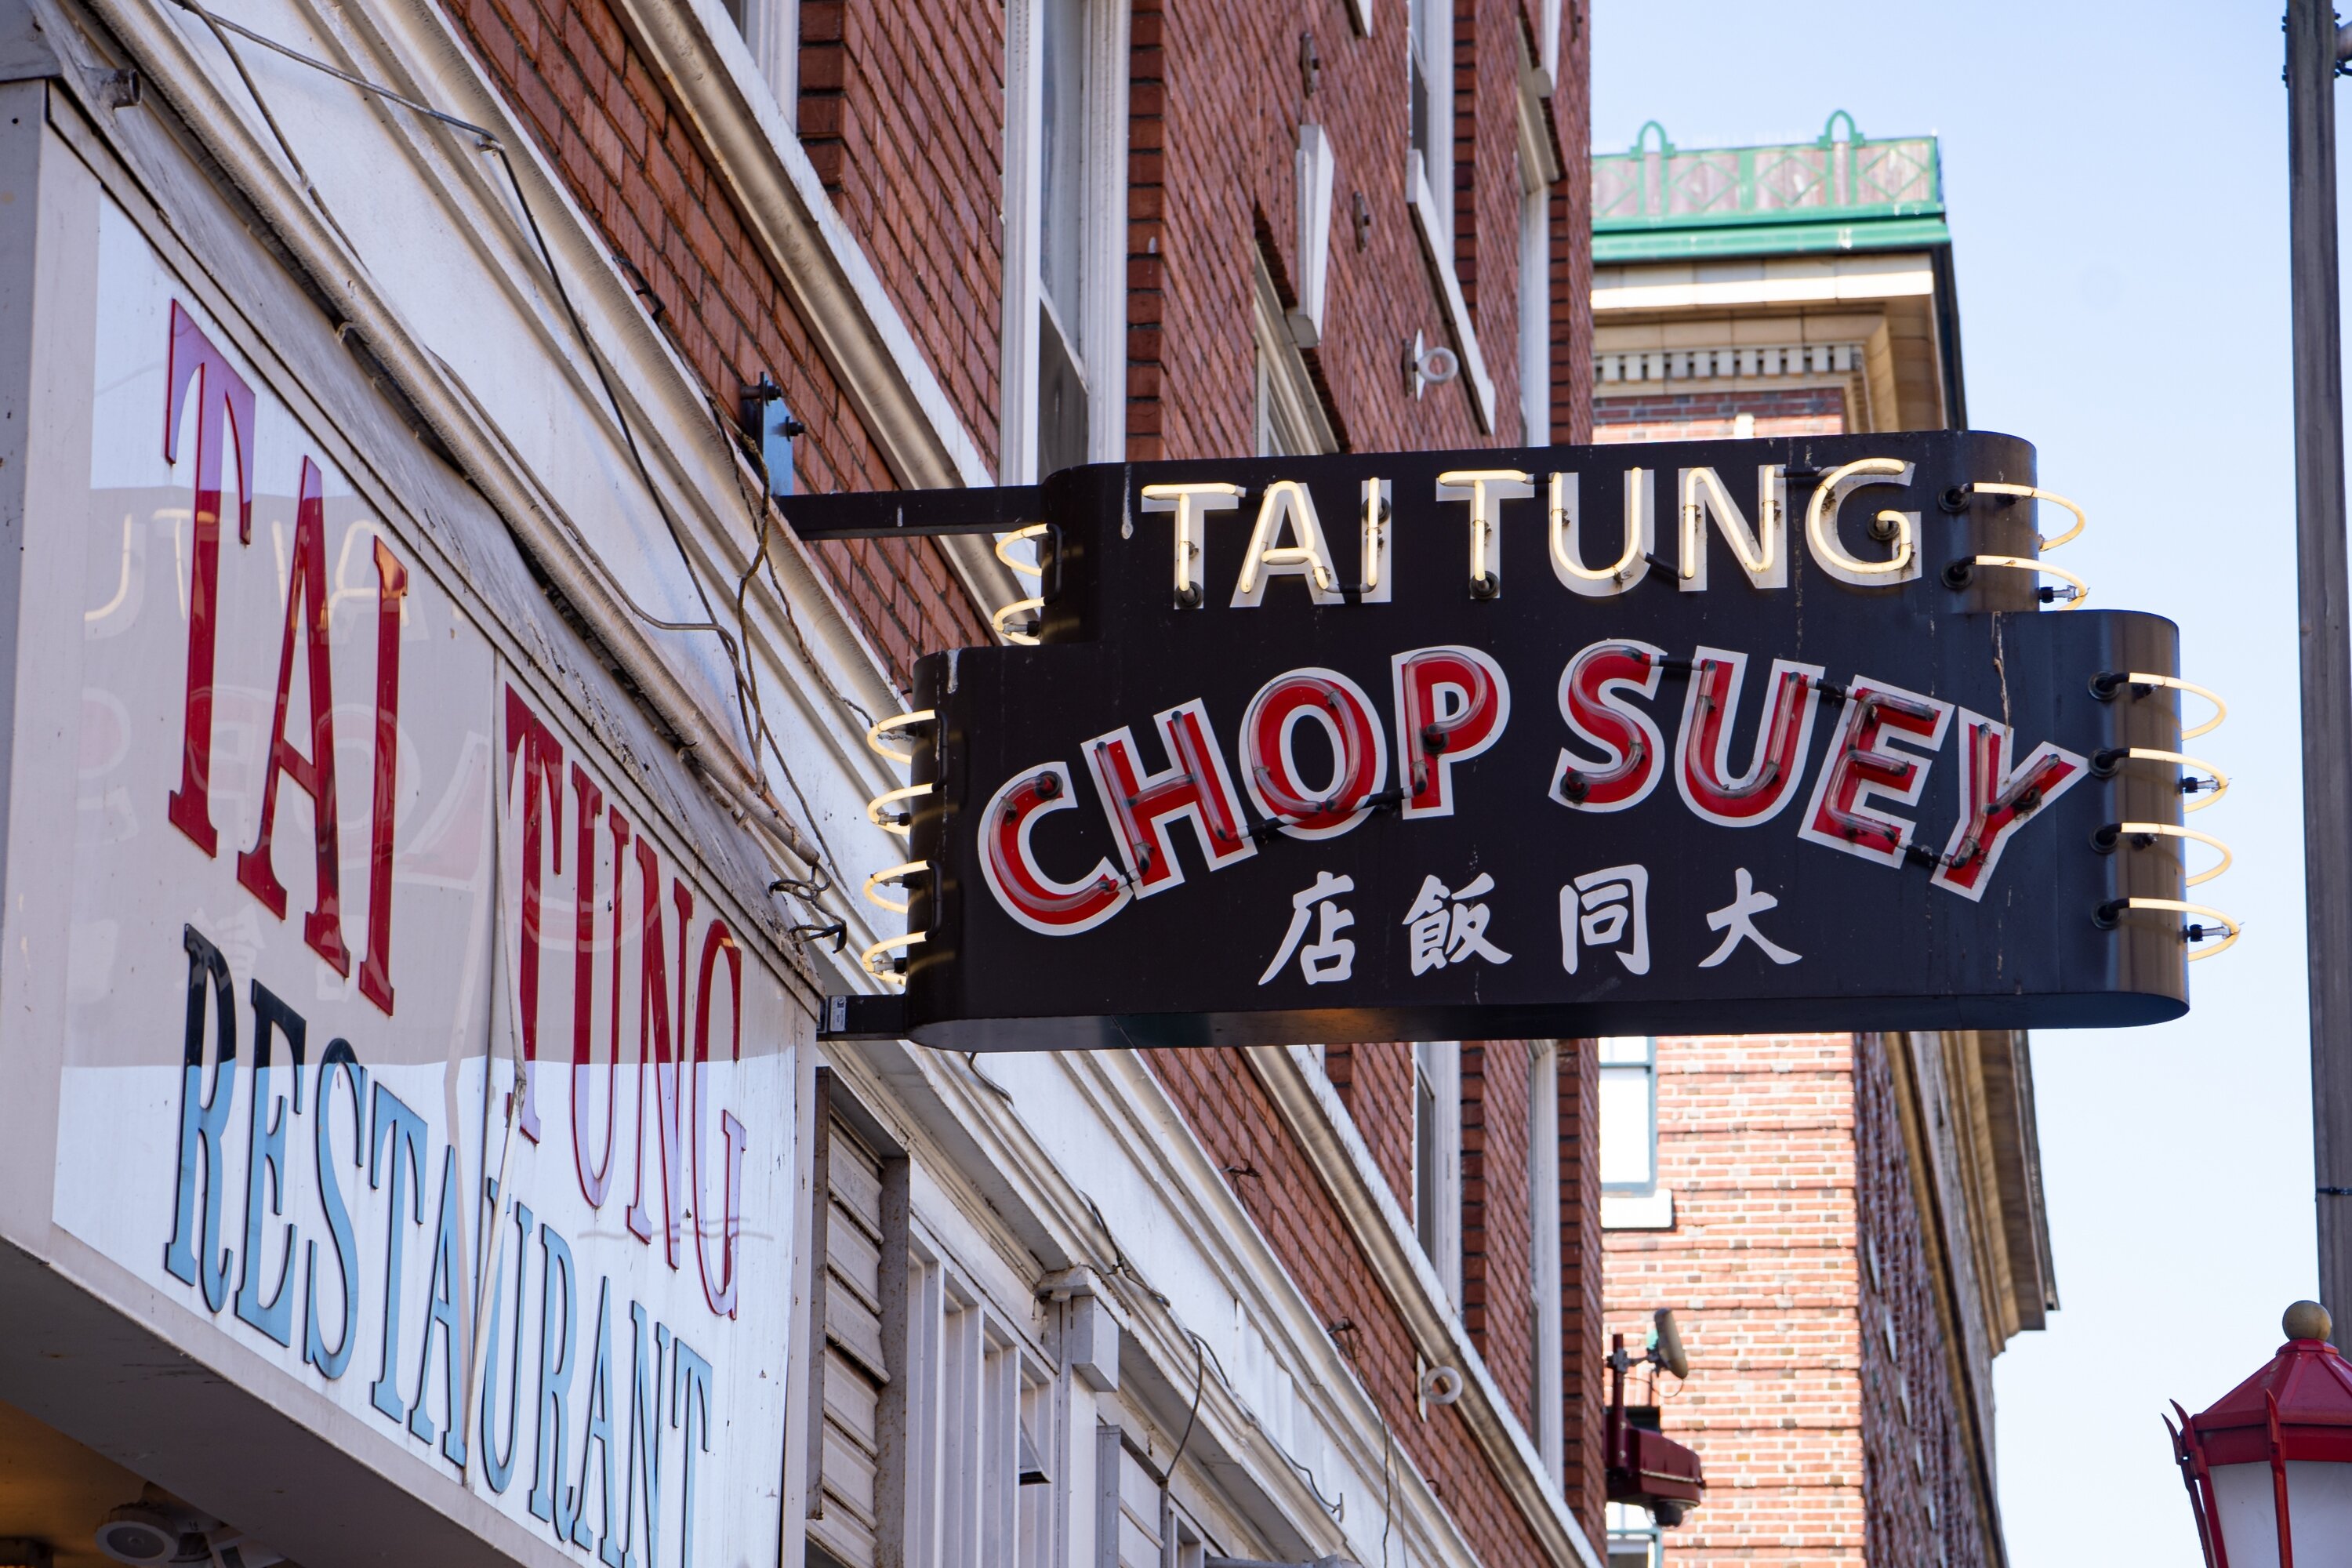 TAI TUNG
RESTAURANT
TAI TUNG
CHOP SUEY
店飯同大